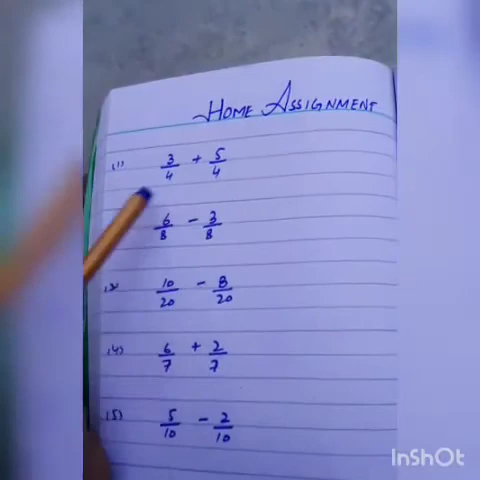 HOME ASSIGNMENT
(1) 3/4 + 5/4
6/8 - 3/8
(3) 10/20 - 8/20
(4) 6/7 + 2/7
(5) 5/10 - 2/10
InShOt